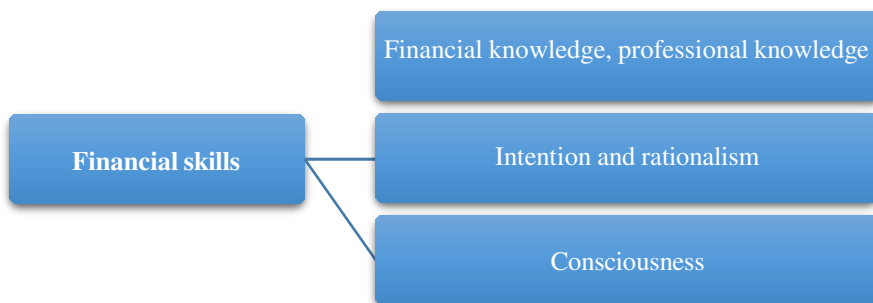 Financial knowledge, professional knowledge
Financial skills
Intention and rationalism
Consciousness